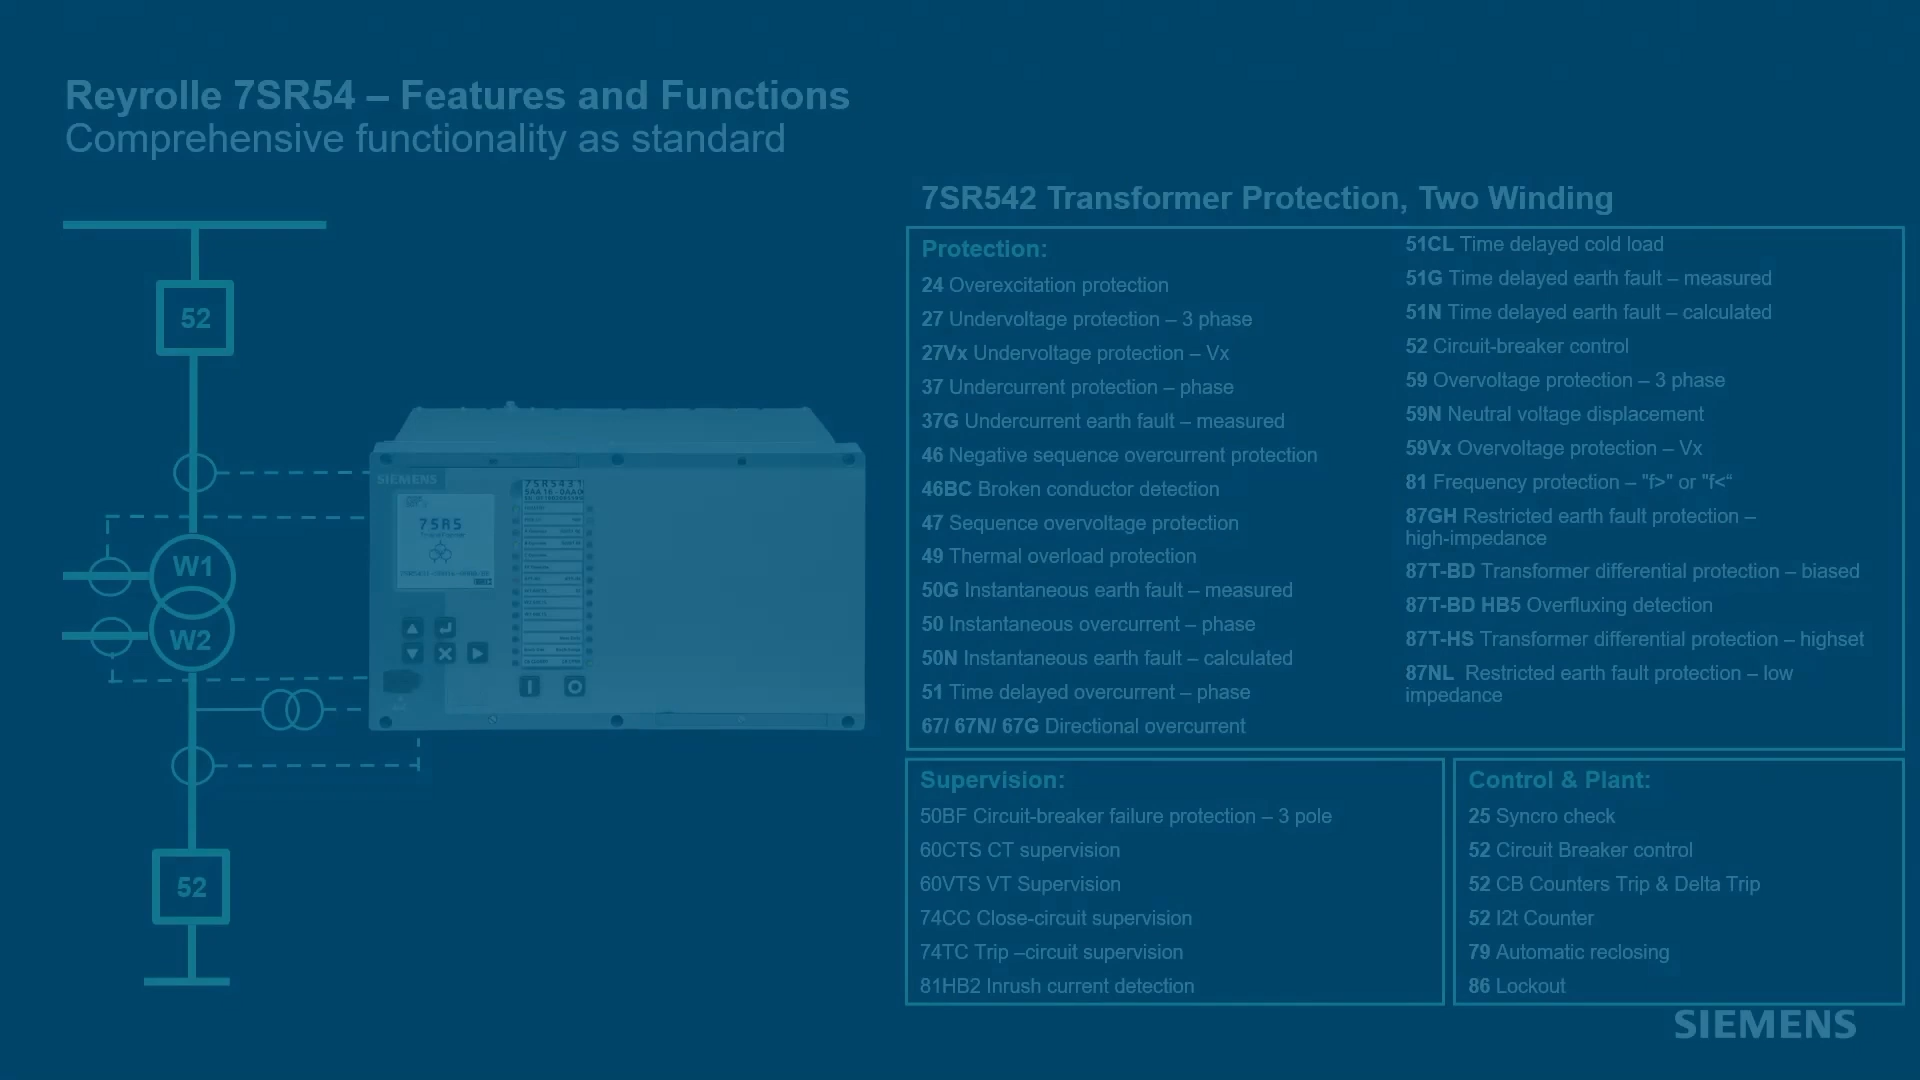 Reyrolle 7SR54 – Features and Functions
Comprehensive functionality as standard
52
W1
W2
52
SIEMENS
7SR5
7SR542 Transformer Protection, Two Winding
Protection:
24 Overexcitation protection
27 Undervoltage protection – 3 phase
27Vx Undervoltage protection – Vx
37 Undercurrent protection – phase
37G Undercurrent earth fault – measured
46 Negative sequence overcurrent protection
46BC Broken conductor detection
47 Sequence overvoltage protection
49 Thermal overload protection
50G Instantaneous earth fault – measured
50 Instantaneous overcurrent – phase
50N Instantaneous earth fault – calculated
51 Time delayed overcurrent – phase
67/ 67N/ 67G Directional overcurrent
51CL Time delayed cold load
51G Time delayed earth fault – measured
51N Time delayed earth fault – calculated
52 Circuit-breaker control
59 Overvoltage protection – 3 phase
59N Neutral voltage displacement
59Vx Overvoltage protection – Vx
81 Frequency protection – "f>" or "f<“
87GH Restricted earth fault protection –
high-impedance
87T-BD Transformer differential protection – biased
87T-BD HB5 Overfluxing detection
87T-HS Transformer differential protection – highset
87NL  Restricted earth fault protection – low
impedance
Supervision:
50BF Circuit-breaker failure protection – 3 pole
60CTS CT supervision
60VTS VT Supervision
74CC Close-circuit supervision
74TC Trip –circuit supervision
81HB2 Inrush current detection
Control & Plant:
25 Syncro check
52 Circuit Breaker control
52 CB Counters Trip & Delta Trip
52 I2t Counter
79 Automatic reclosing
86 Lockout
SIEMENS